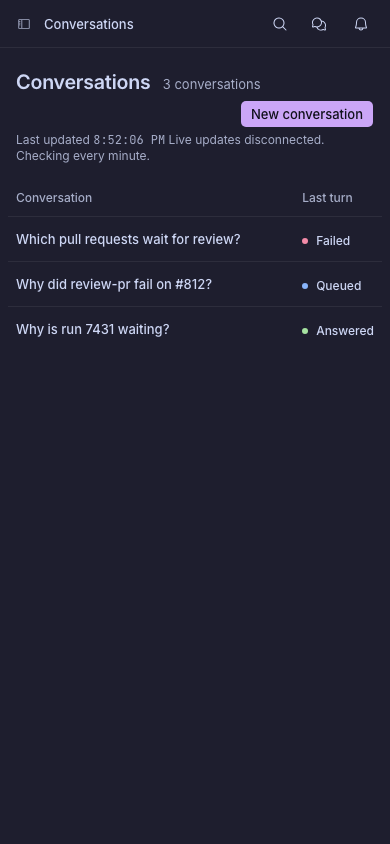 Conversations
Conversations 3 conversations
New conversation
Last updated 8:52:06 PM Live updates disconnected.
Checking every minute.
Conversation Last turn
Which pull requests wait for review? Failed
Why did review-pr fail on #812? Queued
Why is run 7431 waiting? Answered